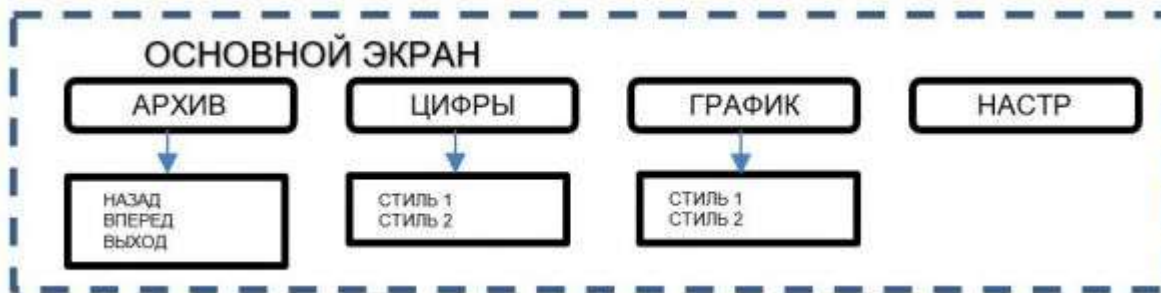 ОСНОВНОЙ ЭКРАН
АРХИВ
ЦИФРЫ
ГРАФИК
НАСТР
НАЗАД
ВПЕРЕД
ВЫХОД
СТИЛЬ 1
СТИЛЬ 2
СТИЛЬ 1
СТИЛЬ 2